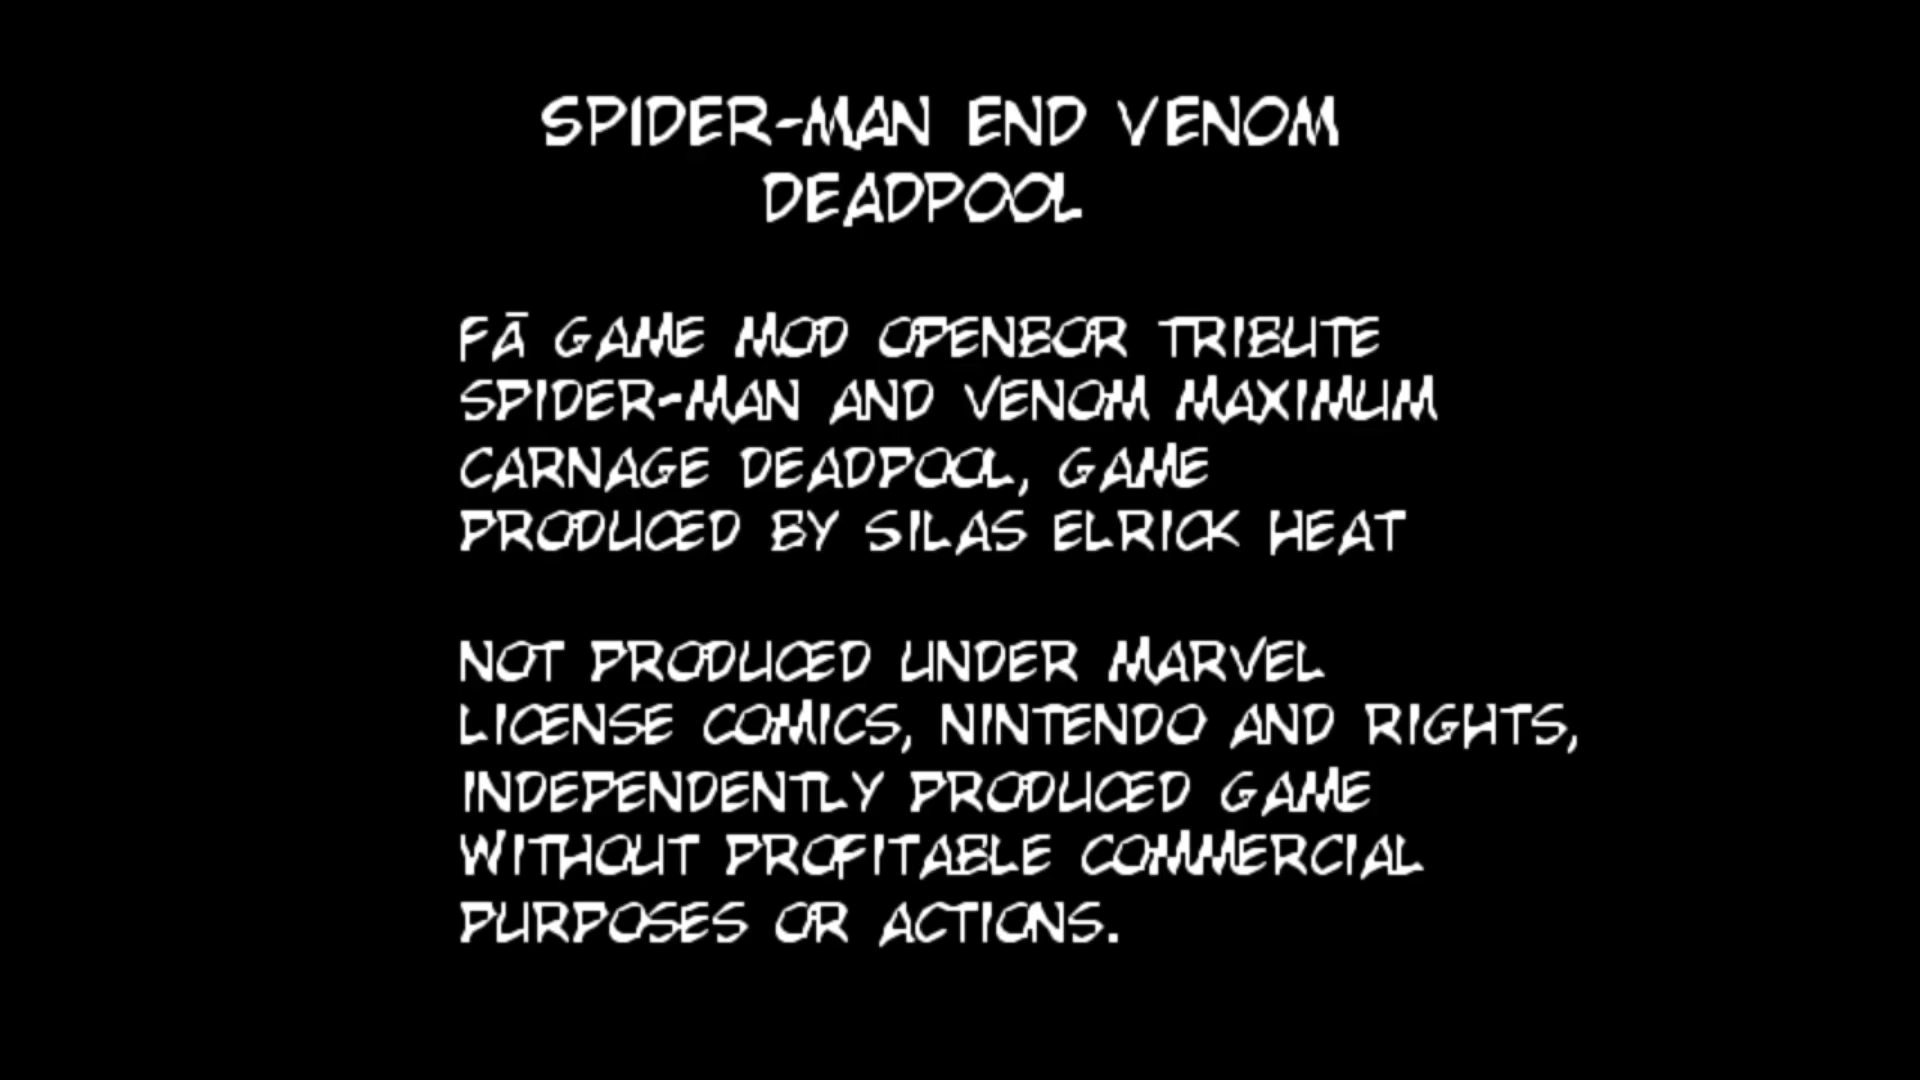 SPIDER-MAN END VENOM
DEADPOOL
FĀ GAME MOD OPENBOR TRIBUTE
SPIDER-MAN AND VENOM MAXIMUM
CARNAGE DEADPOOL, GAME
PRODUCED BY SILAS ELRICK HEAT
NOT PRODUCED UNDER MARVEL
LICENSE COMICS, NINTENDO AND RIGHTS,
INDEPENDENTLY PRODUCED GAME
WITHOUT PROFITABLE COMMERCIAL
PURPOSES OR ACTIONS.